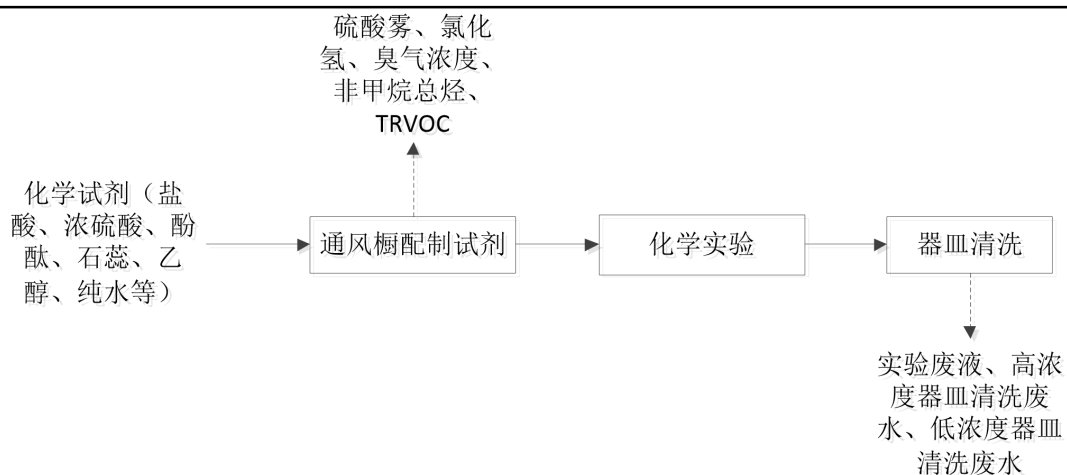 硫酸雾、氯化
氢、臭气浓度、
非甲烷总烃、
TRVOC
化学试剂（盐
酸、浓硫酸、酚
酞、石蕊、乙
醇、纯水等）
通风橱配制试剂
化学实验
器皿清洗
实验废液、高浓
度器皿清洗废
水、低浓度器皿
清洗废水